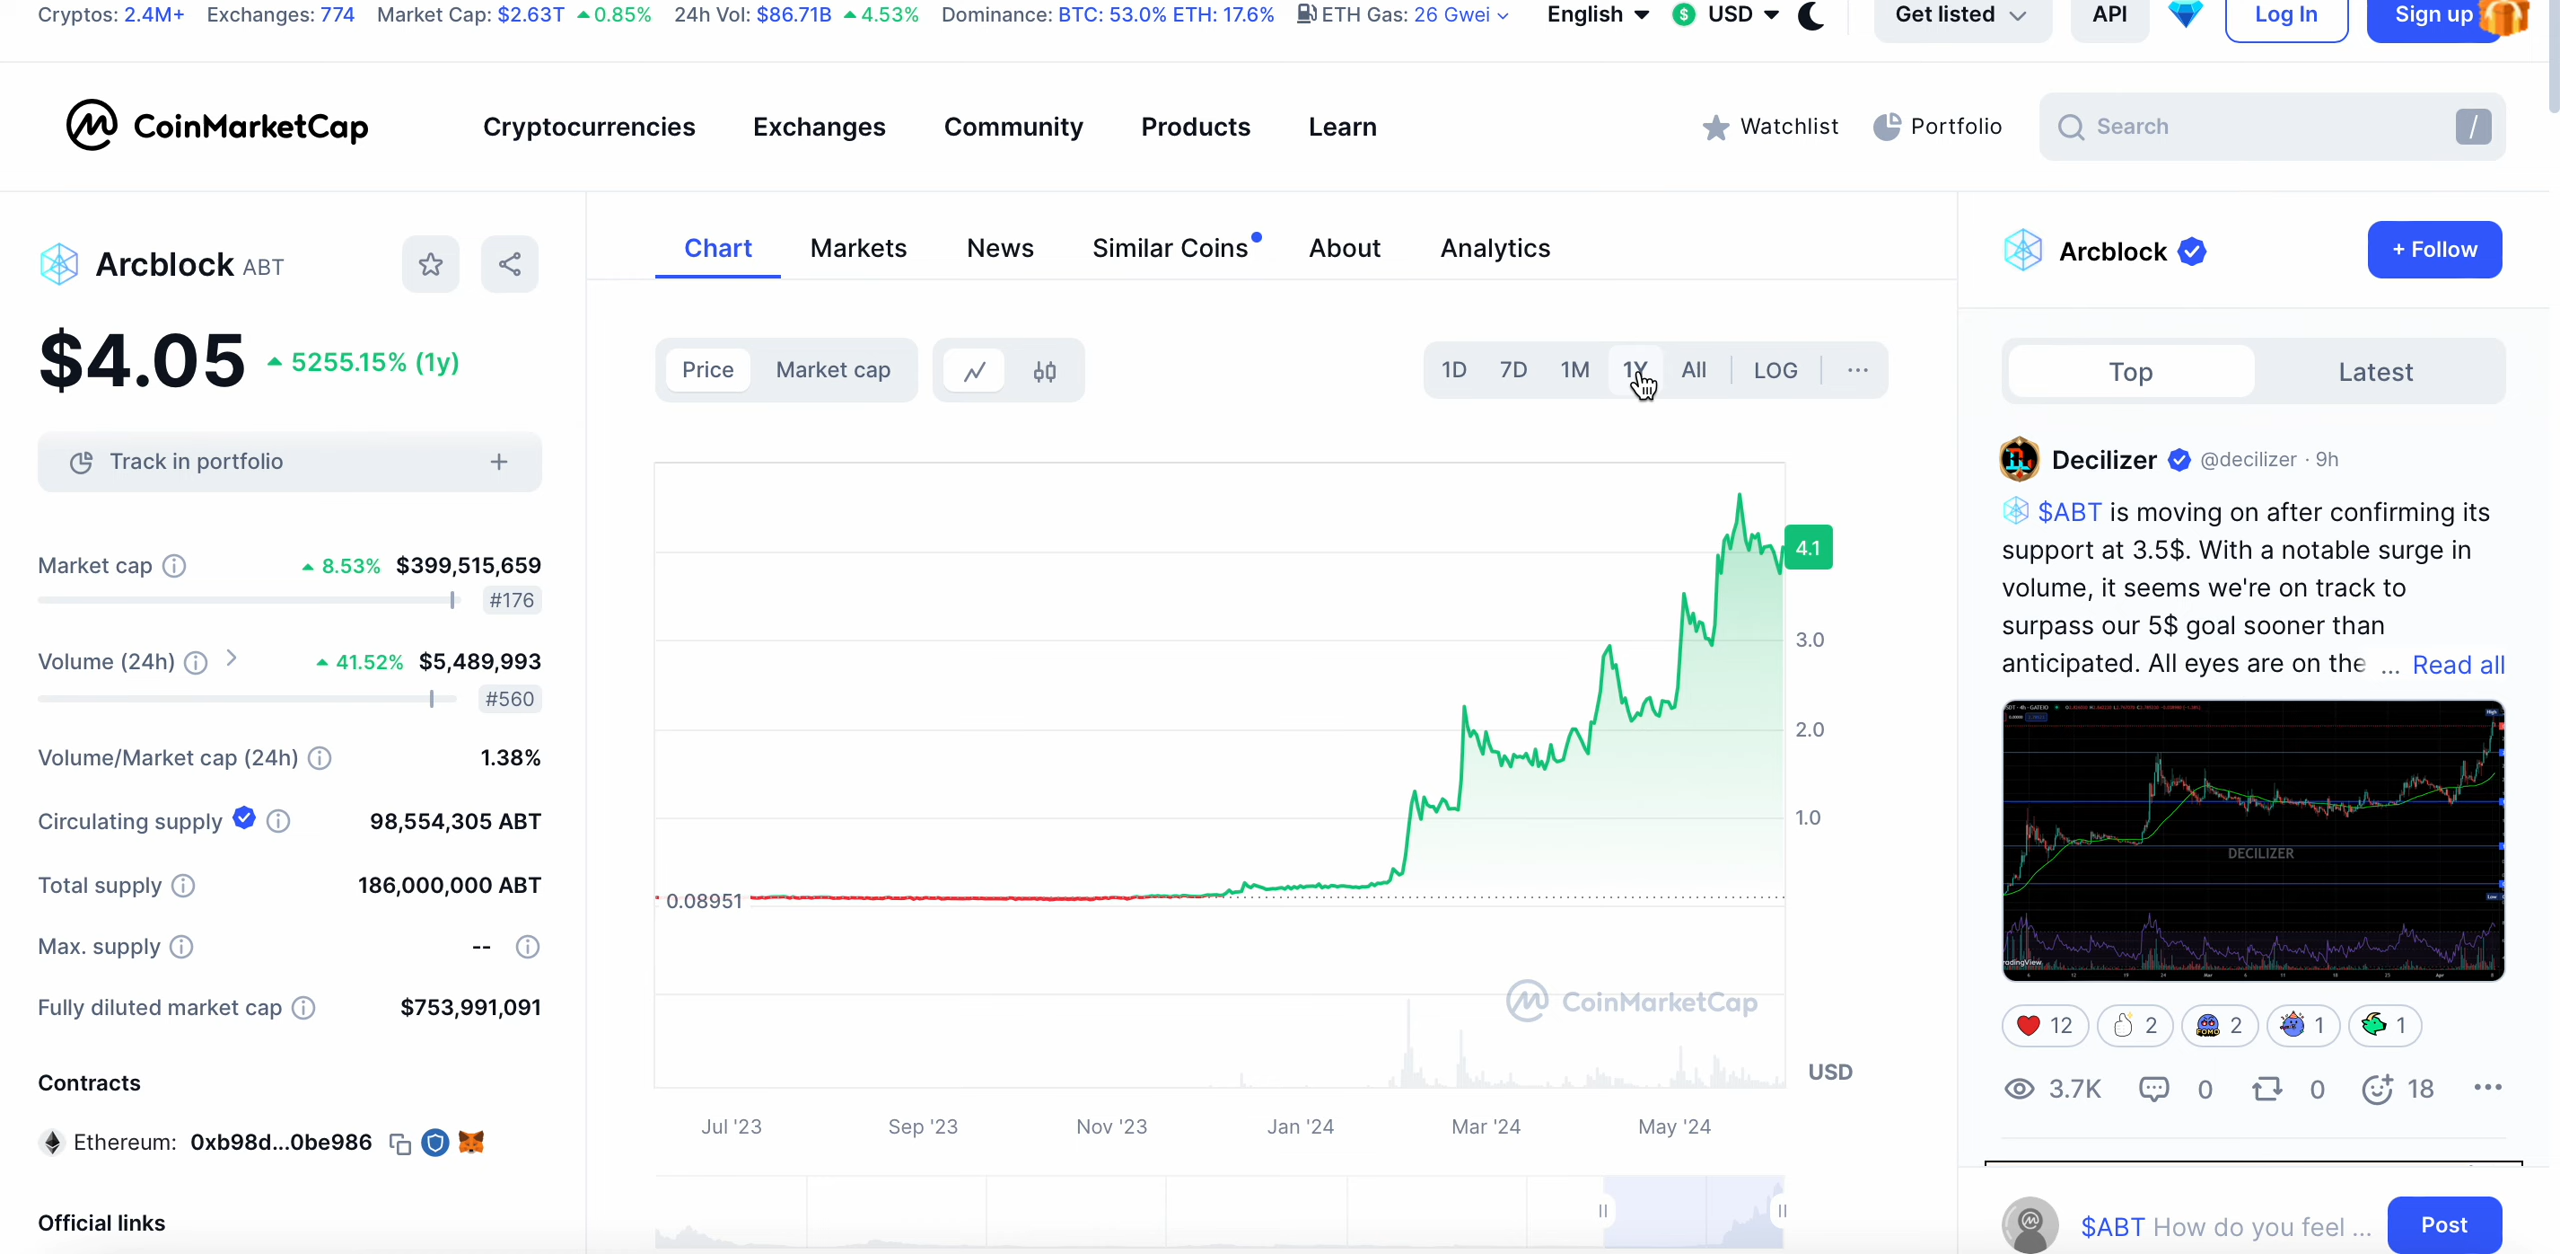 Cryptos: 2.4M+ Exchanges: 774 Market Cap: $2.63T 0.85% 24h Vol: $86.71B 4.53% Dominance: BTC: 53.0% ETH: 17.6% ETH Gas: 26 Gwei English USD Get listed API Log In Sign up
CoinMarketCap Cryptocurrencies Exchanges Community Products Learn Watchlist Portfolio Search /
Arcblock ABT
$4.05 5255.15% (1y)
Track in portfolio +
Market cap 8.53% $399,515,659
#176
Volume (24h) 41.52% $5,489,993
#560
Volume/Market cap (24h) 1.38%
Circulating supply 98,554,305 ABT
Total supply 186,000,000 ABT
Max. supply --
Fully diluted market cap $753,991,091
Contracts
Ethereum: 0xb98d...0be986
Official links
Chart Markets News Similar Coins About Analytics
Price Market cap 1D 7D 1M 1Y All LOG ...
4.1
3.0
2.0
1.0
0.08951
CoinMarketCap
USD
Jul '23 Sep '23 Nov '23 Jan '24 Mar '24 May '24
Arcblock + Follow
Top Latest
Decilizer @decilizer · 9h
$ABT is moving on after confirming its
support at 3.5$. With a notable surge in
volume, it seems we're on track to
surpass our 5$ goal sooner than
anticipated. All eyes are on the ... Read all
DECILIZER
12 2 2 1 1
3.7K 0 0 18 ...
$ABT How do you feel ... Post